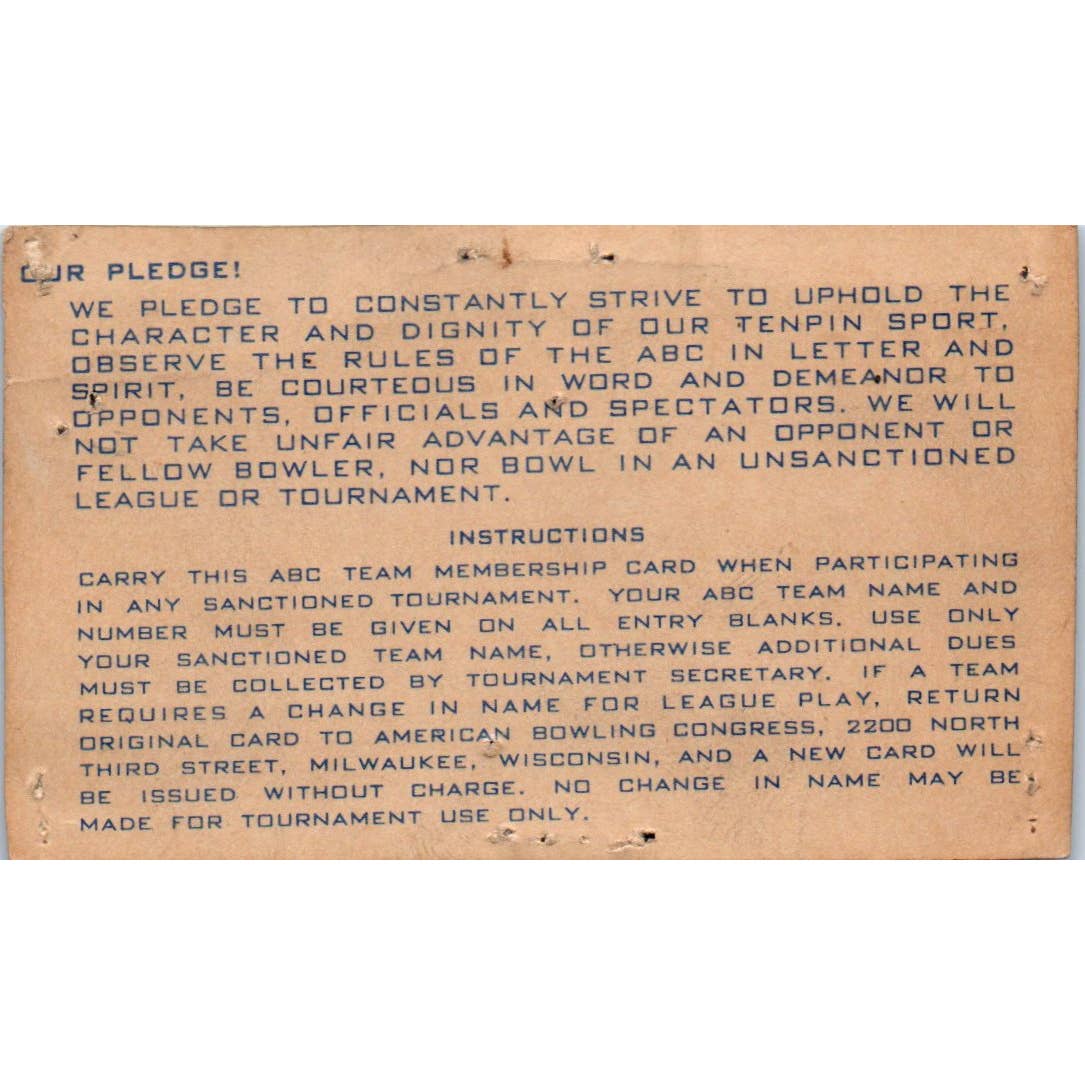 OUR PLEDGE!
WE PLEDGE TO CONSTANTLY STRIVE TO UPHOLD THE
CHARACTER AND DIGNITY OF OUR TENPIN SPORT,
OBSERVE THE RULES OF THE ABC IN LETTER AND
SPIRIT, BE COURTEOUS IN WORD AND DEMEANOR TO
OPPONENTS, OFFICIALS AND SPECTATORS. WE WILL
NOT TAKE UNFAIR ADVANTAGE OF AN OPPONENT OR
FELLOW BOWLER, NOR BOWL IN AN UNSANCTIONED
LEAGUE OR TOURNAMENT.
INSTRUCTIONS
CARRY THIS ABC TEAM MEMBERSHIP CARD WHEN PARTICIPATING
IN ANY SANCTIONED TOURNAMENT. YOUR ABC TEAM NAME AND
NUMBER MUST BE GIVEN ON ALL ENTRY BLANKS. USE ONLY
YOUR SANCTIONED TEAM NAME, OTHERWISE ADDITIONAL DUES
MUST BE COLLECTED BY TOURNAMENT SECRETARY. IF A TEAM
REQUIRES A CHANGE IN NAME FOR LEAGUE PLAY, RETURN
ORIGINAL CARD TO AMERICAN BOWLING CONGRESS, 2200 NORTH
THIRD STREET, MILWAUKEE, WISCONSIN, AND A NEW CARD WILL
BE ISSUED WITHOUT CHARGE. NO CHANGE IN NAME MAY BE
MADE FOR TOURNAMENT USE ONLY.